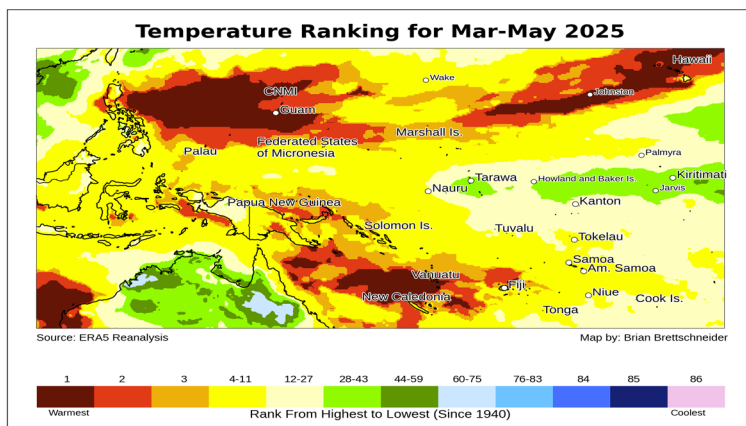 Temperature Ranking for Mar-May 2025
Hawaii
Wake
CNMI
Johnston
Guam
Marshall Is.
Federated States
of Micronesia
Palau
Palmyra
Kiritimati
Tarawa
Howland and Baker Is.
Nauru
Jarvis
Papua New Guinea
Kanton
Solomon Is.
Tuvalu
Tokelau
Samoa
Am. Samoa
Vanuatu
Fiji
New Caledonia
Niue
Cook Is.
Tonga
Source: ERA5 Reanalysis
Map by: Brian Brettschneider
1 2 3 4-11 12-27 28-43 44-59 60-75 76-83 84 85 86
Warmest
Rank From Highest to Lowest (Since 1940)
Coolest